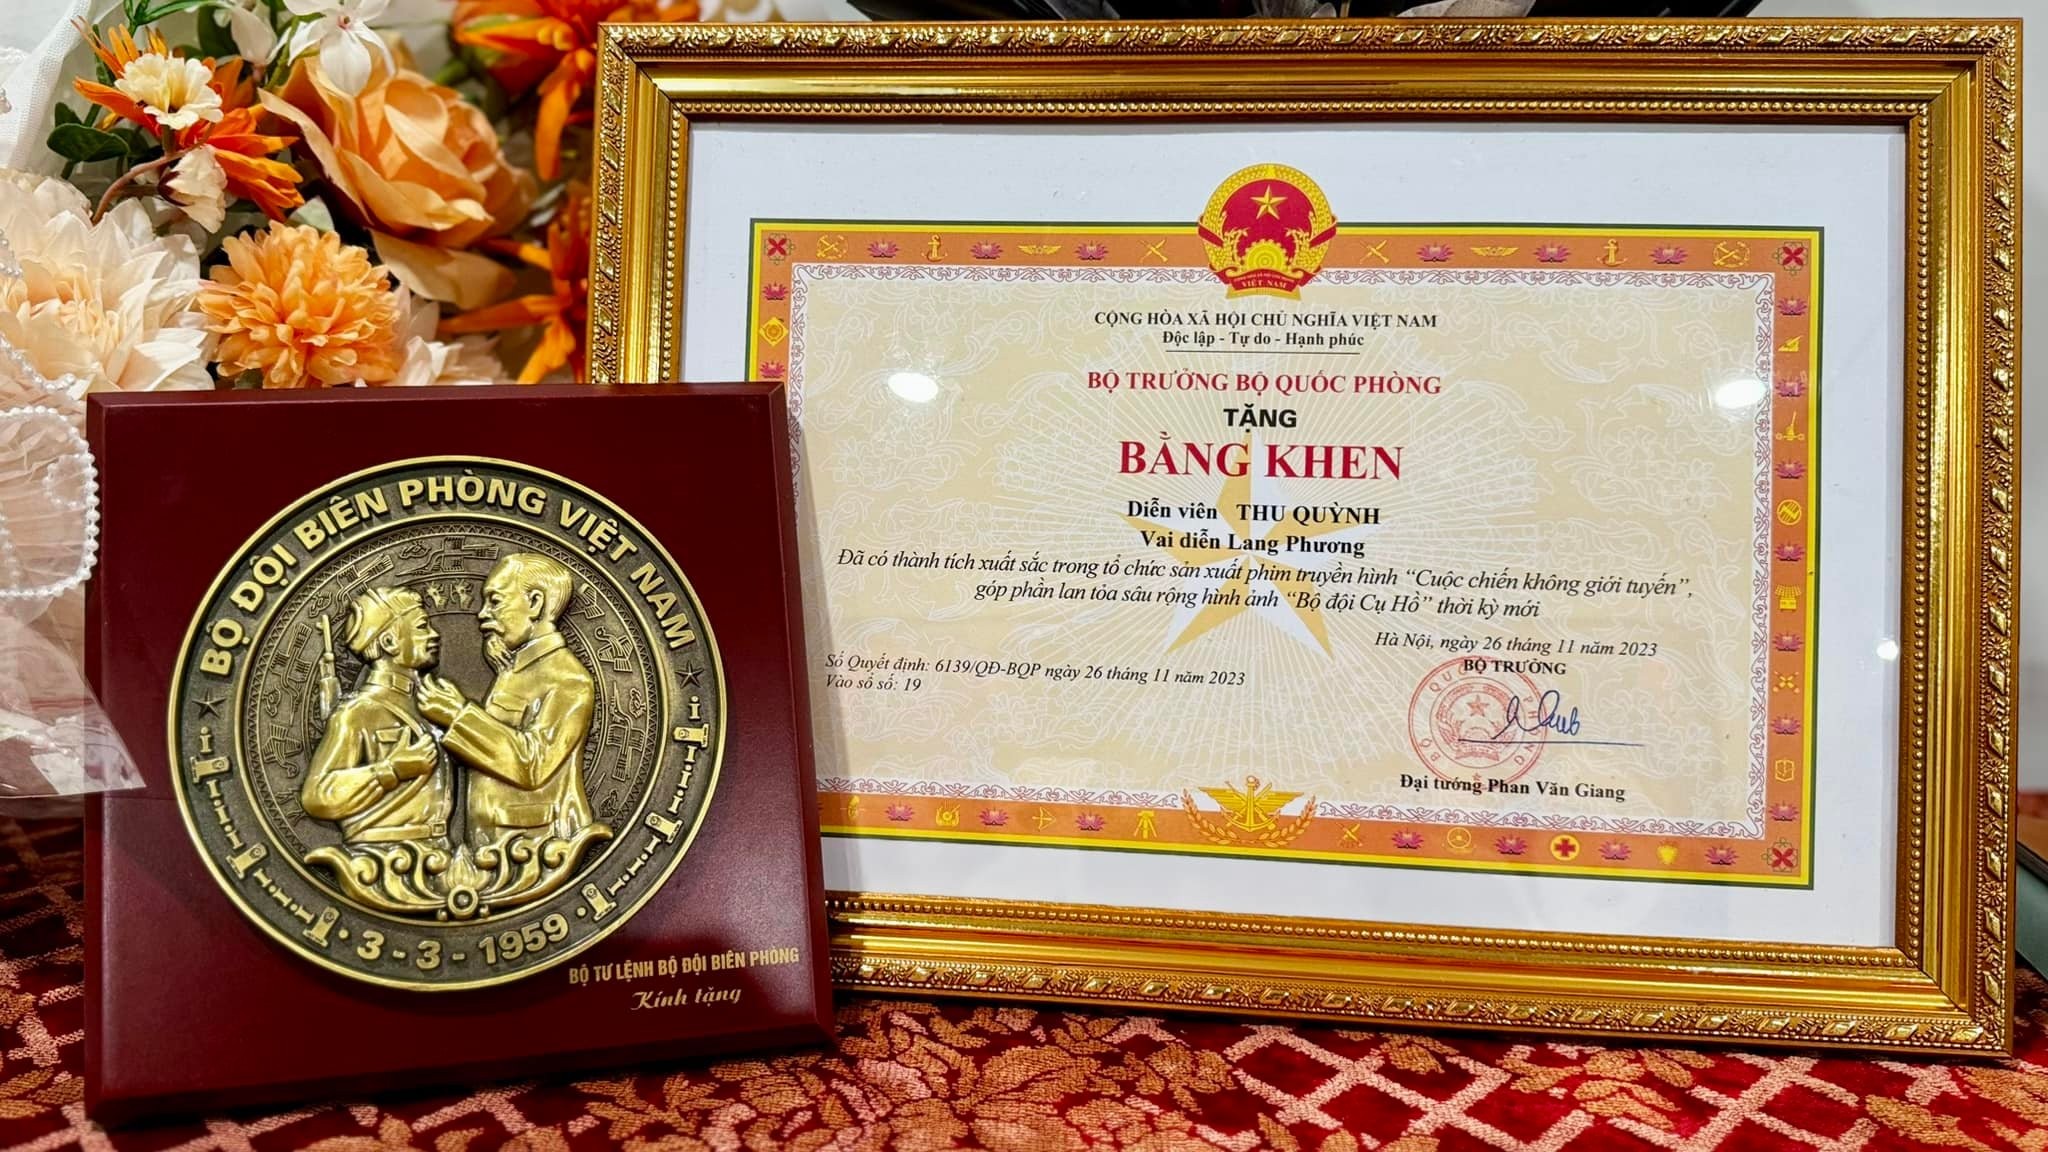 BỘ ĐỘI BIÊN PHÒNG VIỆT NAM
3-3-1959
BỘ TƯ LỆNH BỘ ĐỘI BIÊN PHÒNG
Kính tặng
VIỆT NAM
CỘNG HÒA XÃ HỘI CHỦ NGHĨA VIỆT NAM
Độc lập - Tự do - Hạnh phúc
BỘ TRƯỞNG BỘ QUỐC PHÒNG
TẶNG
BẰNG KHEN
Diễn viên THU QUỲNH
Vai diễn Lang Phương
Đã có thành tích xuất sắc trong tổ chức sản xuất phim truyền hình “Cuộc chiến không giới tuyến”,
góp phần lan tỏa sâu rộng hình ảnh “Bộ đội Cụ Hồ” thời kỳ mới
Hà Nội, ngày 26 tháng 11 năm 2023
BỘ TRƯỞNG
Số Quyết định: 6139/QĐ-BQP ngày 26 tháng 11 năm 2023
Vào sổ số: 19
Đại tướng Phan Văn Giang